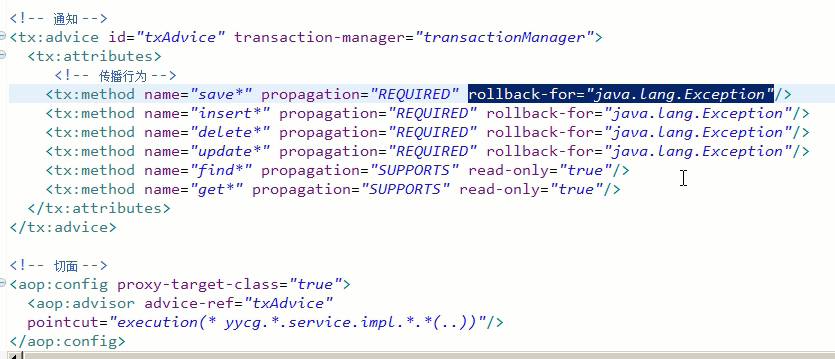 <!-- 通知 -->
<tx:advice id="txAdvice" transaction-manager="transactionManager">
<tx:attributes>
<!-- 传播行为 -->
<tx:method name="save*" propagation="REQUIRED" rollback-for="java.lang.Exception"/>
<tx:method name="insert*" propagation="REQUIRED" rollback-for="java.lang.Exception"/>
<tx:method name="delete*" propagation="REQUIRED" rollback-for="java.lang.Exception"/>
<tx:method name="update*" propagation="REQUIRED" rollback-for="java.lang.Exception"/>
<tx:method name="find*" propagation="SUPPORTS" read-only="true"/>
<tx:method name="get*" propagation="SUPPORTS" read-only="true"/>
</tx:attributes>
</tx:advice>
<!-- 切面 -->
<aop:config proxy-target-class="true">
<aop:advisor advice-ref="txAdvice"
pointcut="execution(* yycg.*.service.impl.*.*(..))"/>
</aop:config>